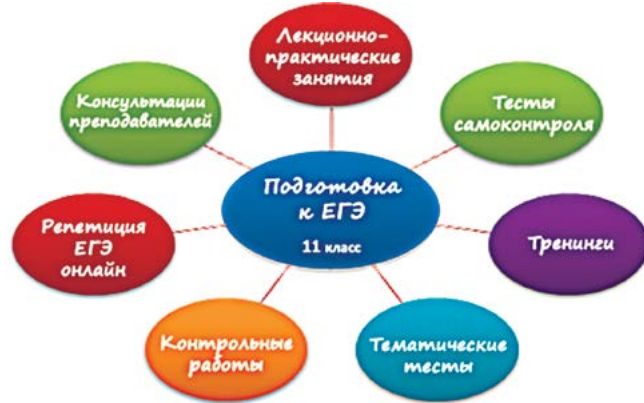 Лекционно-
практические
занятия
Консультации
преподавателей
Тесты
самоконтроля
Подготовка
к ЕГЭ
11 класс
Репетиция
ЕГЭ
онлайн
Тренинги
Контрольные
работы
Тематические
тесты